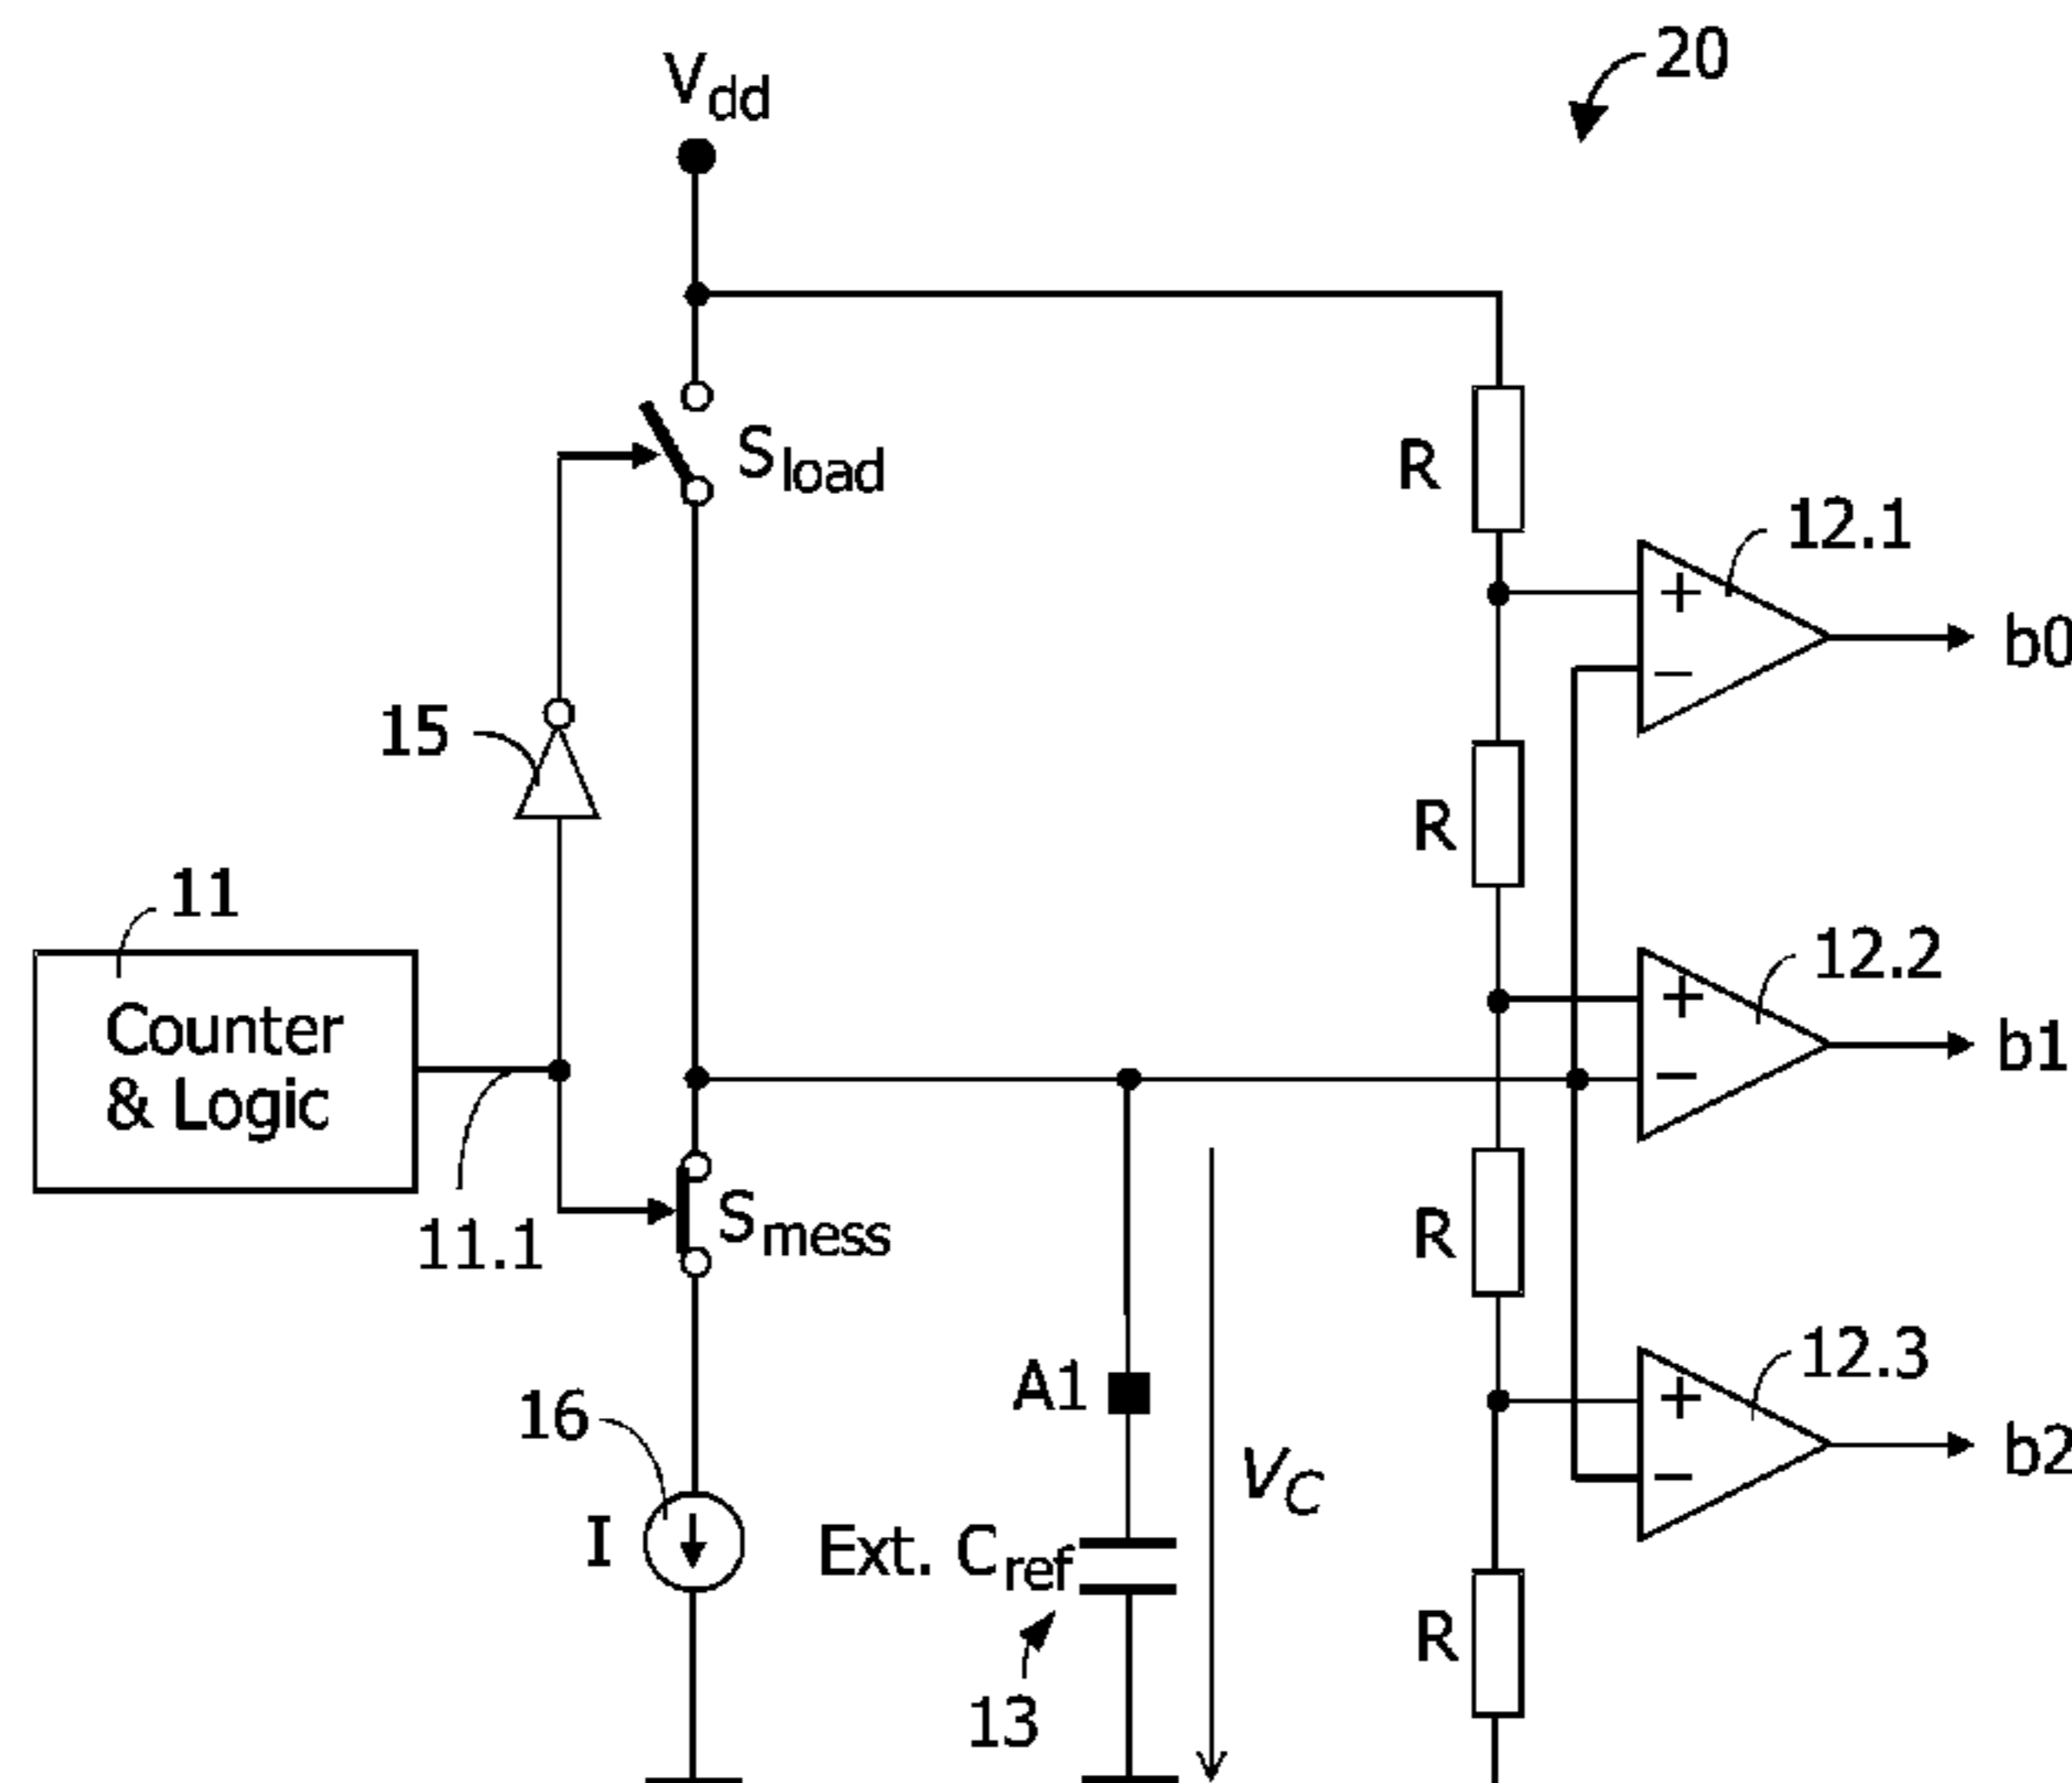 20
Vdd
R
Sload
12.1
b0
15
R
11
12.2
Counter
& Logic
b1
11.1
Smess
R
12.3
A1
16
b2
VC
I
Ext. Cref
R
13
+
−
+
−
+
−